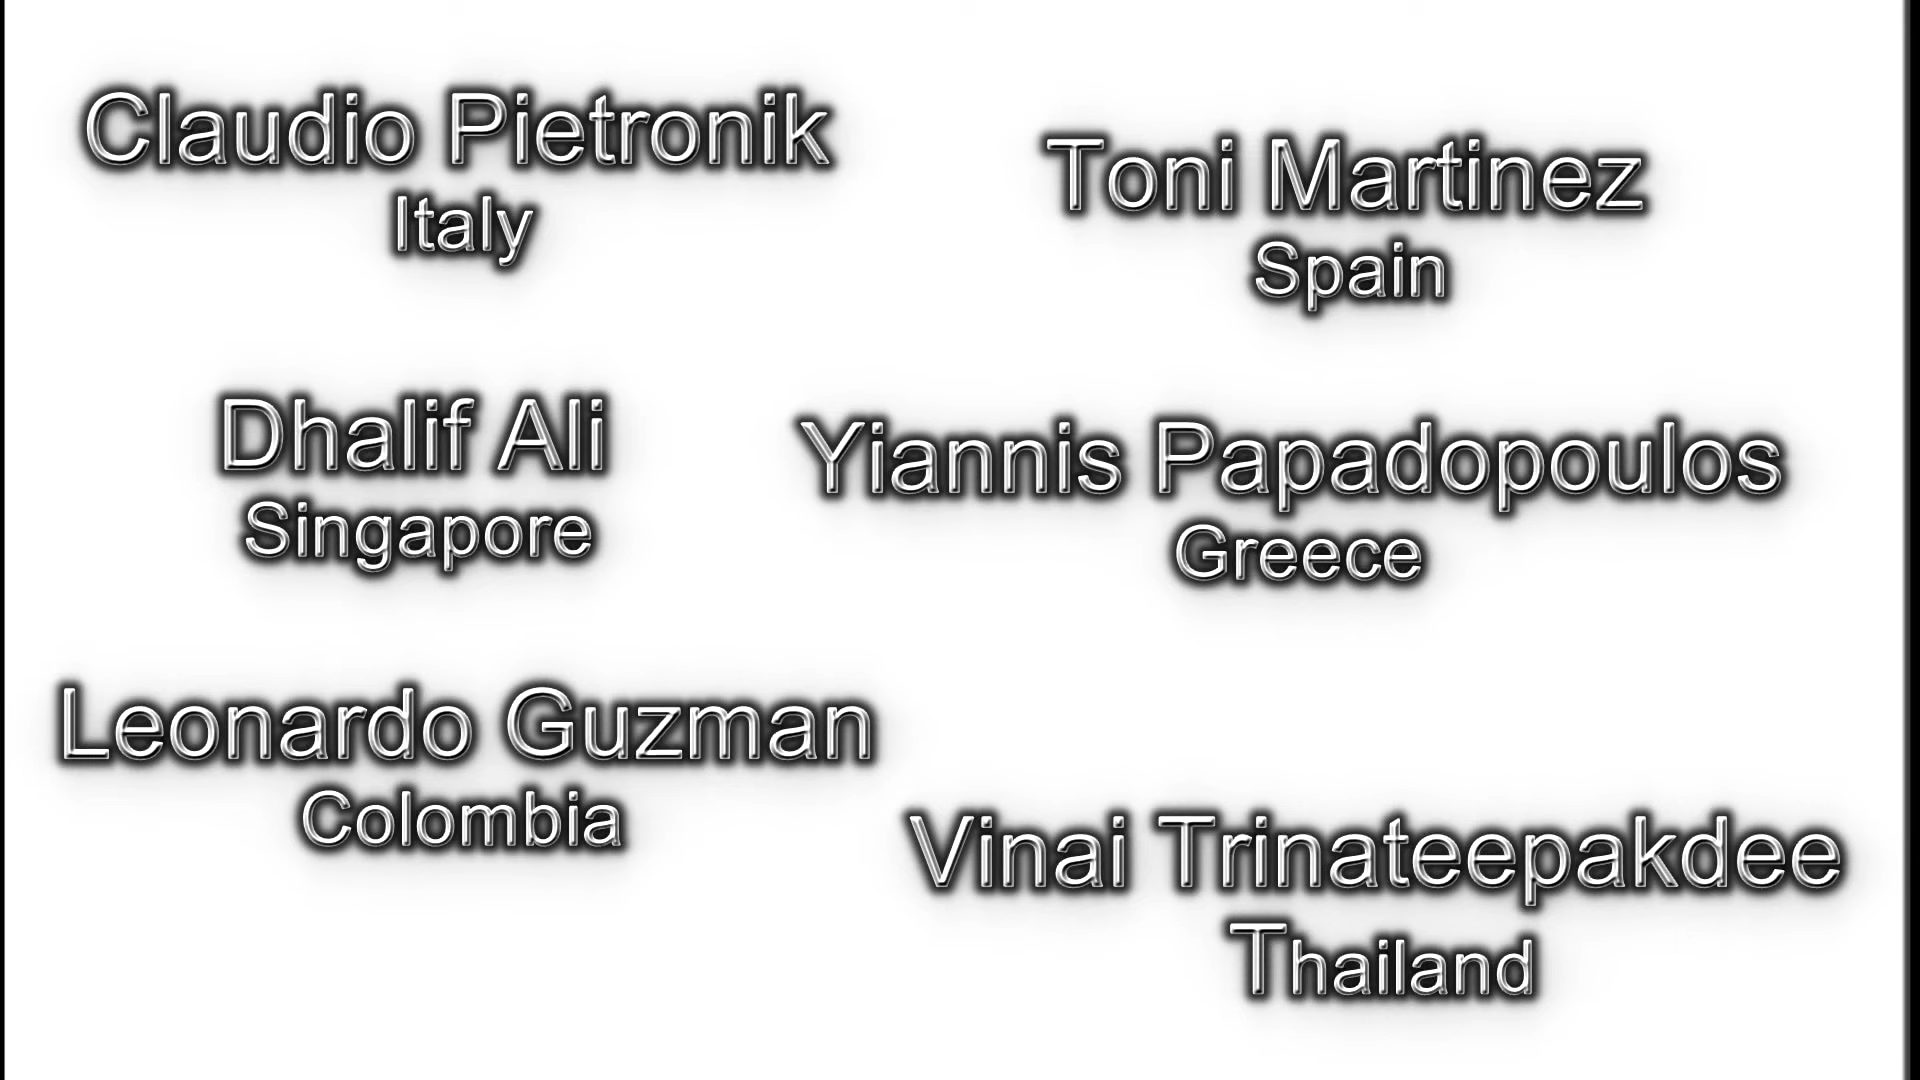 Claudio Pietronik
Italy
Toni Martinez
Spain
Dhalif Ali
Singapore
Yiannis Papadopoulos
Greece
Leonardo Guzman
Colombia
Vinai Trinateepakdee
Thailand